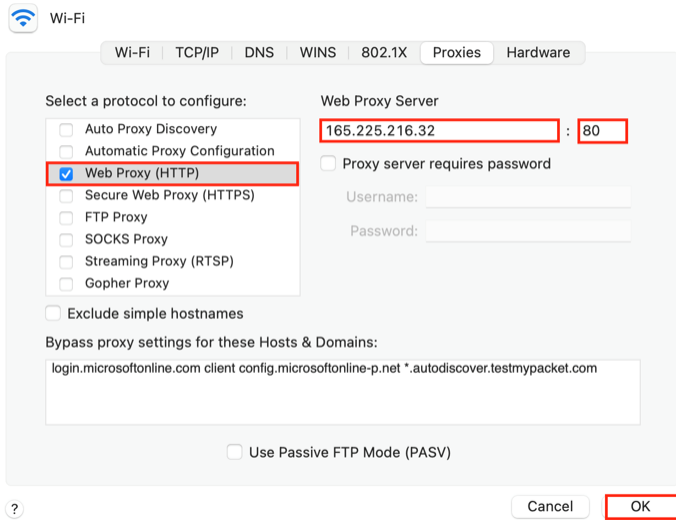 Wi-Fi
Wi-Fi TCP/IP DNS WINS 802.1X Proxies Hardware
Select a protocol to configure:
Auto Proxy Discovery
Automatic Proxy Configuration
Web Proxy (HTTP)
Secure Web Proxy (HTTPS)
FTP Proxy
SOCKS Proxy
Streaming Proxy (RTSP)
Gopher Proxy
Web Proxy Server
165.225.216.32 : 80
Proxy server requires password
Username:
Password:
Exclude simple hostnames
Bypass proxy settings for these Hosts & Domains:
login.microsoftonline.com client config.microsoftonline-p.net *.autodiscover.testmypacket.com
Use Passive FTP Mode (PASV)
? Cancel OK